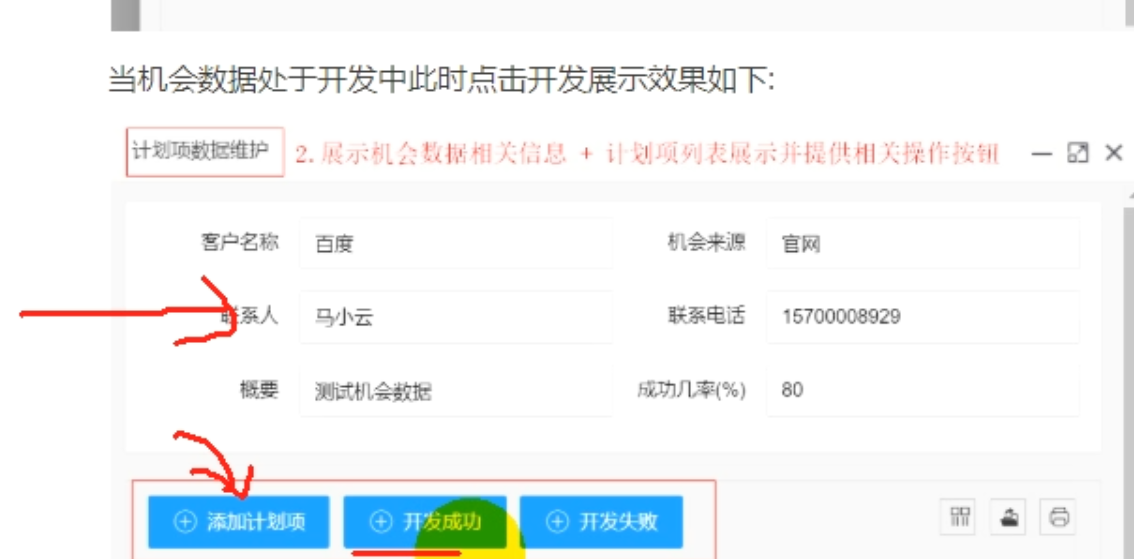 当机会数据处于开发中此时点击开发展示效果如下:
计划项数据维护 2. 展示机会数据相关信息 + 计划项列表展示并提供相关操作按钮
客户名称 百度 机会来源 官网
联系人 马小云 联系电话 15700008929
概要 测试机会数据 成功几率(%) 80
添加计划项 开发成功 开发失败